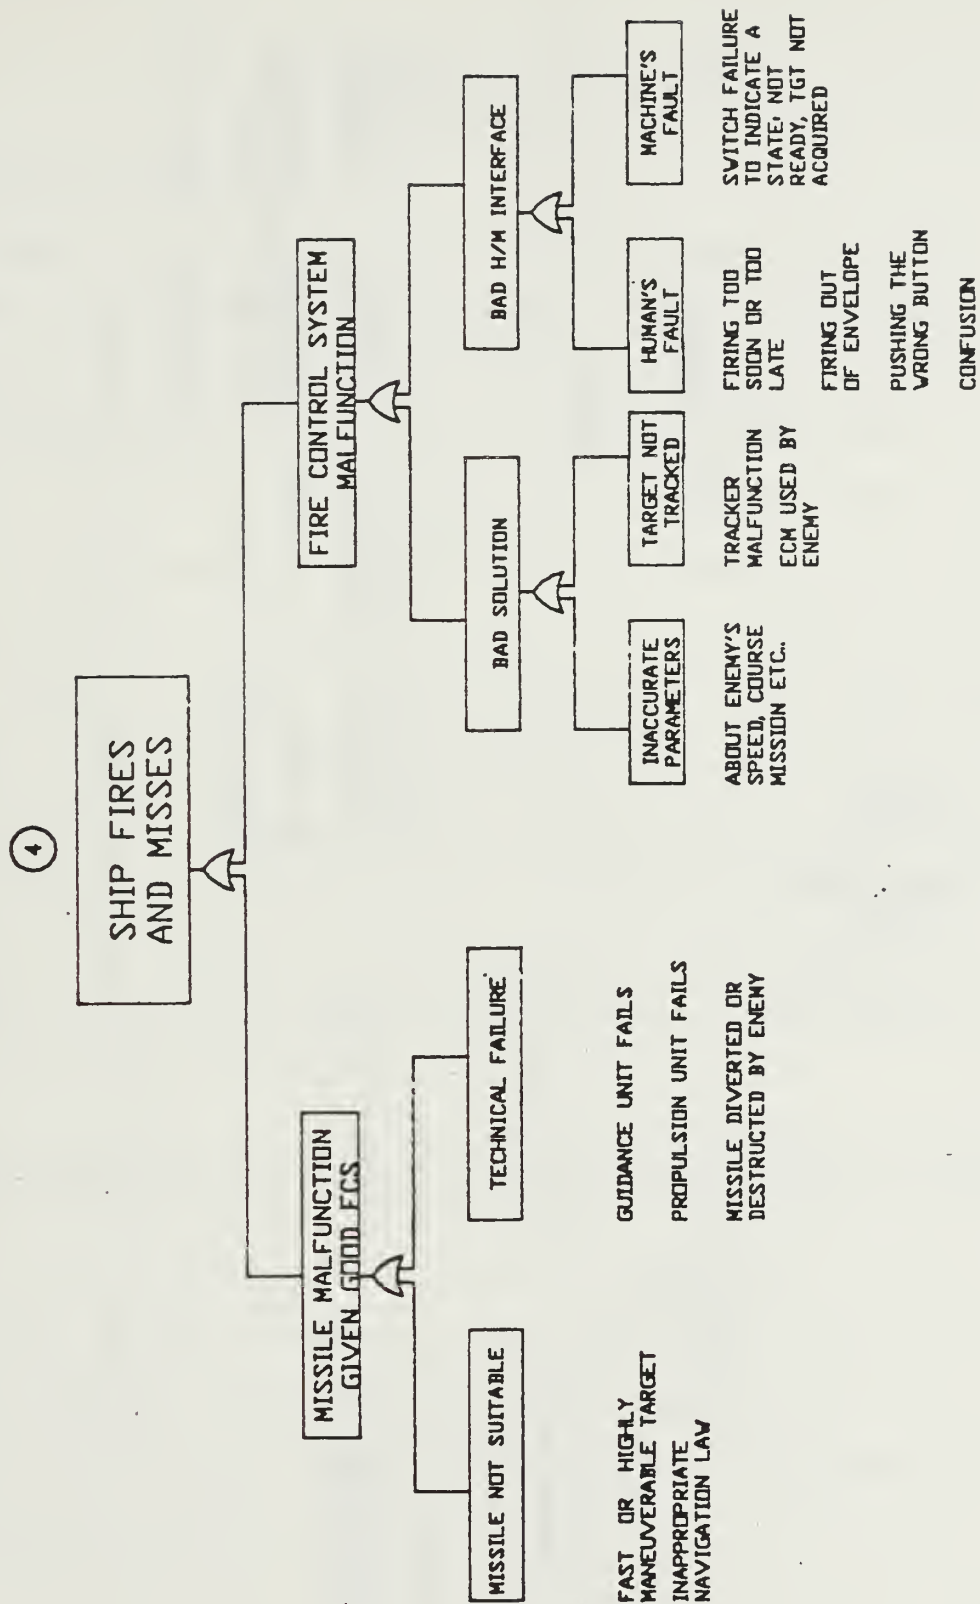 4
SHIP FIRES
AND MISSES
MISSILE MALFUNCTION
GIVEN GOOD FCS
FIRE CONTROL SYSTEM
MALFUNCTION
MISSILE NOT SUITABLE
TECHNICAL FAILURE
BAD SOLUTION
BAD H/M INTERFACE
FAST OR HIGHLY
MANEUVERABLE TARGET
INAPPROPRIATE
NAVIGATION LAW
GUIDANCE UNIT FAILS
PROPULSION UNIT FAILS
MISSILE DIVERTED OR
DESTRUCTED BY ENEMY
INACCURATE
PARAMETERS
ABOUT ENEMY'S
SPEED, COURSE
MISSION ETC..
TARGET NOT
TRACKED
TRACKER
MALFUNCTION
ECM USED BY
ENEMY
HUMAN'S
FAULT
FIRING TOO
SOON OR TOO
LATE
FIRING OUT
OF ENVELOPE
PUSHING THE
WRONG BUTTON
CONFUSION
MACHINE'S
FAULT
SWITCH FAILURE
TO INDICATE A
STATE: NOT
READY, TGT NOT
ACQUIRED